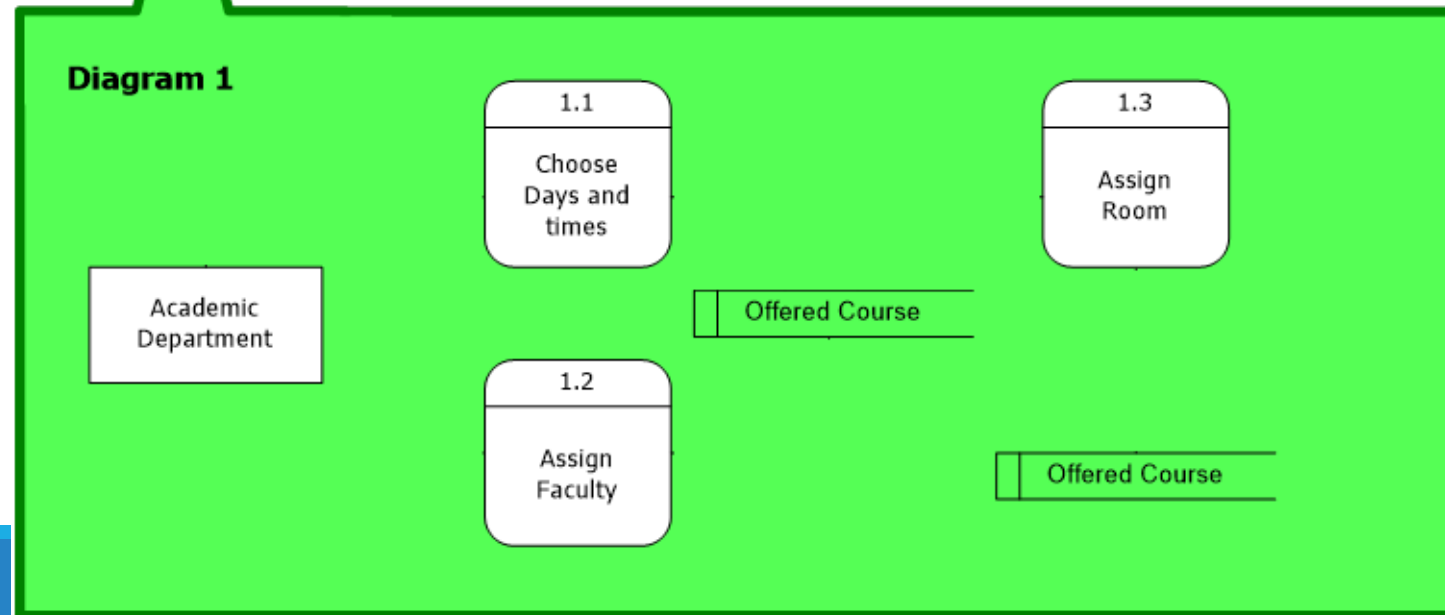 Diagram 1
1.1
Choose
Days and
times
1.3
Assign
Room
Academic
Department
Offered Course
1.2
Assign
Faculty
Offered Course